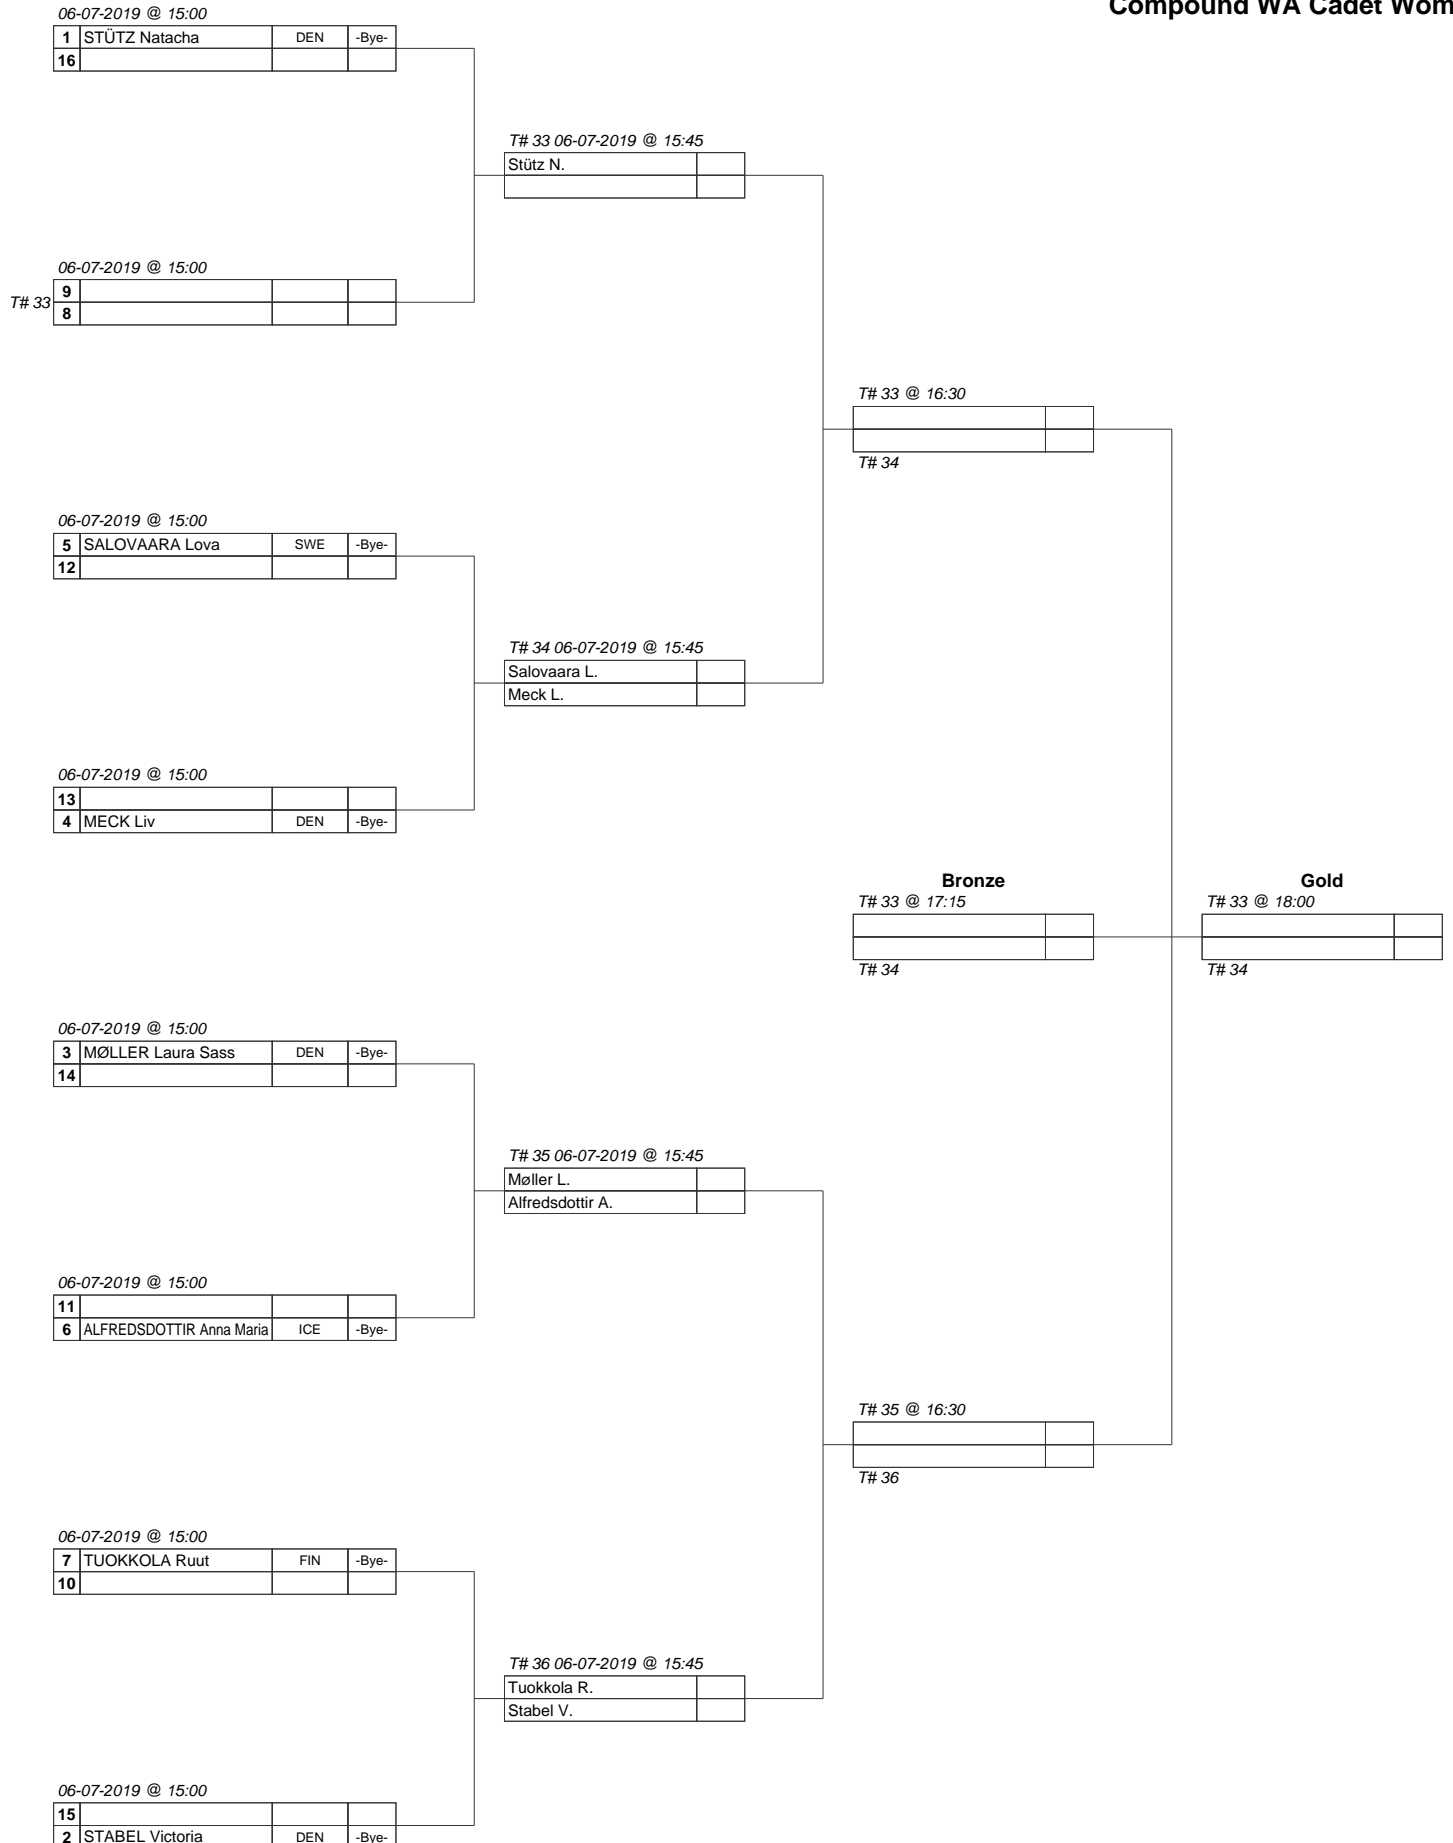 Compound WA Cadet Wom
06-07-2019 @ 15:00
1 STÜTZ Natacha DEN -Bye-
16
T# 33 06-07-2019 @ 15:45
Stütz N.
06-07-2019 @ 15:00
9
T# 33
8
T# 33 @ 16:30
T# 34
06-07-2019 @ 15:00
5 SALOVAARA Lova SWE -Bye-
12
T# 34 06-07-2019 @ 15:45
Salovaara L.
Meck L.
06-07-2019 @ 15:00
13
4 MECK Liv DEN -Bye-
Bronze
T# 33 @ 17:15
T# 34
Gold
T# 33 @ 18:00
T# 34
06-07-2019 @ 15:00
3 MØLLER Laura Sass DEN -Bye-
14
T# 35 06-07-2019 @ 15:45
Møller L.
Alfredsdottir A.
06-07-2019 @ 15:00
11
6 ALFREDSDOTTIR Anna Maria ICE -Bye-
T# 35 @ 16:30
T# 36
06-07-2019 @ 15:00
7 TUOKKOLA Ruut FIN -Bye-
10
T# 36 06-07-2019 @ 15:45
Tuokkola R.
Stabel V.
06-07-2019 @ 15:00
15
2 STABEL Victoria DEN -Bye-